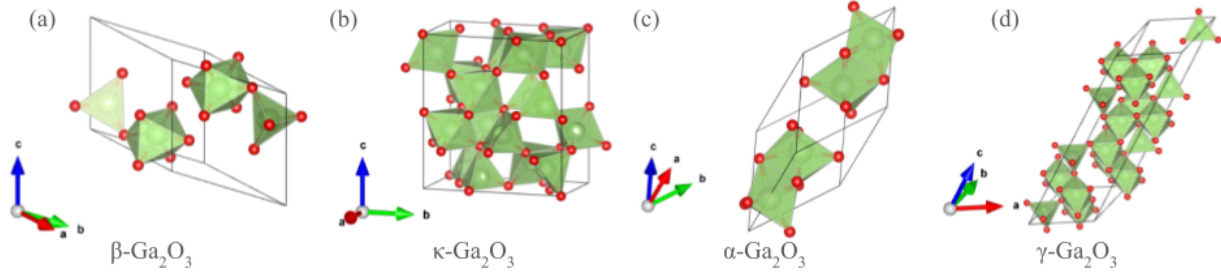 (a) (b) (c) (d)
c a b
c a b
c a b
c b a
β-Ga₂O₃ κ-Ga₂O₃ α-Ga₂O₃ γ-Ga₂O₃